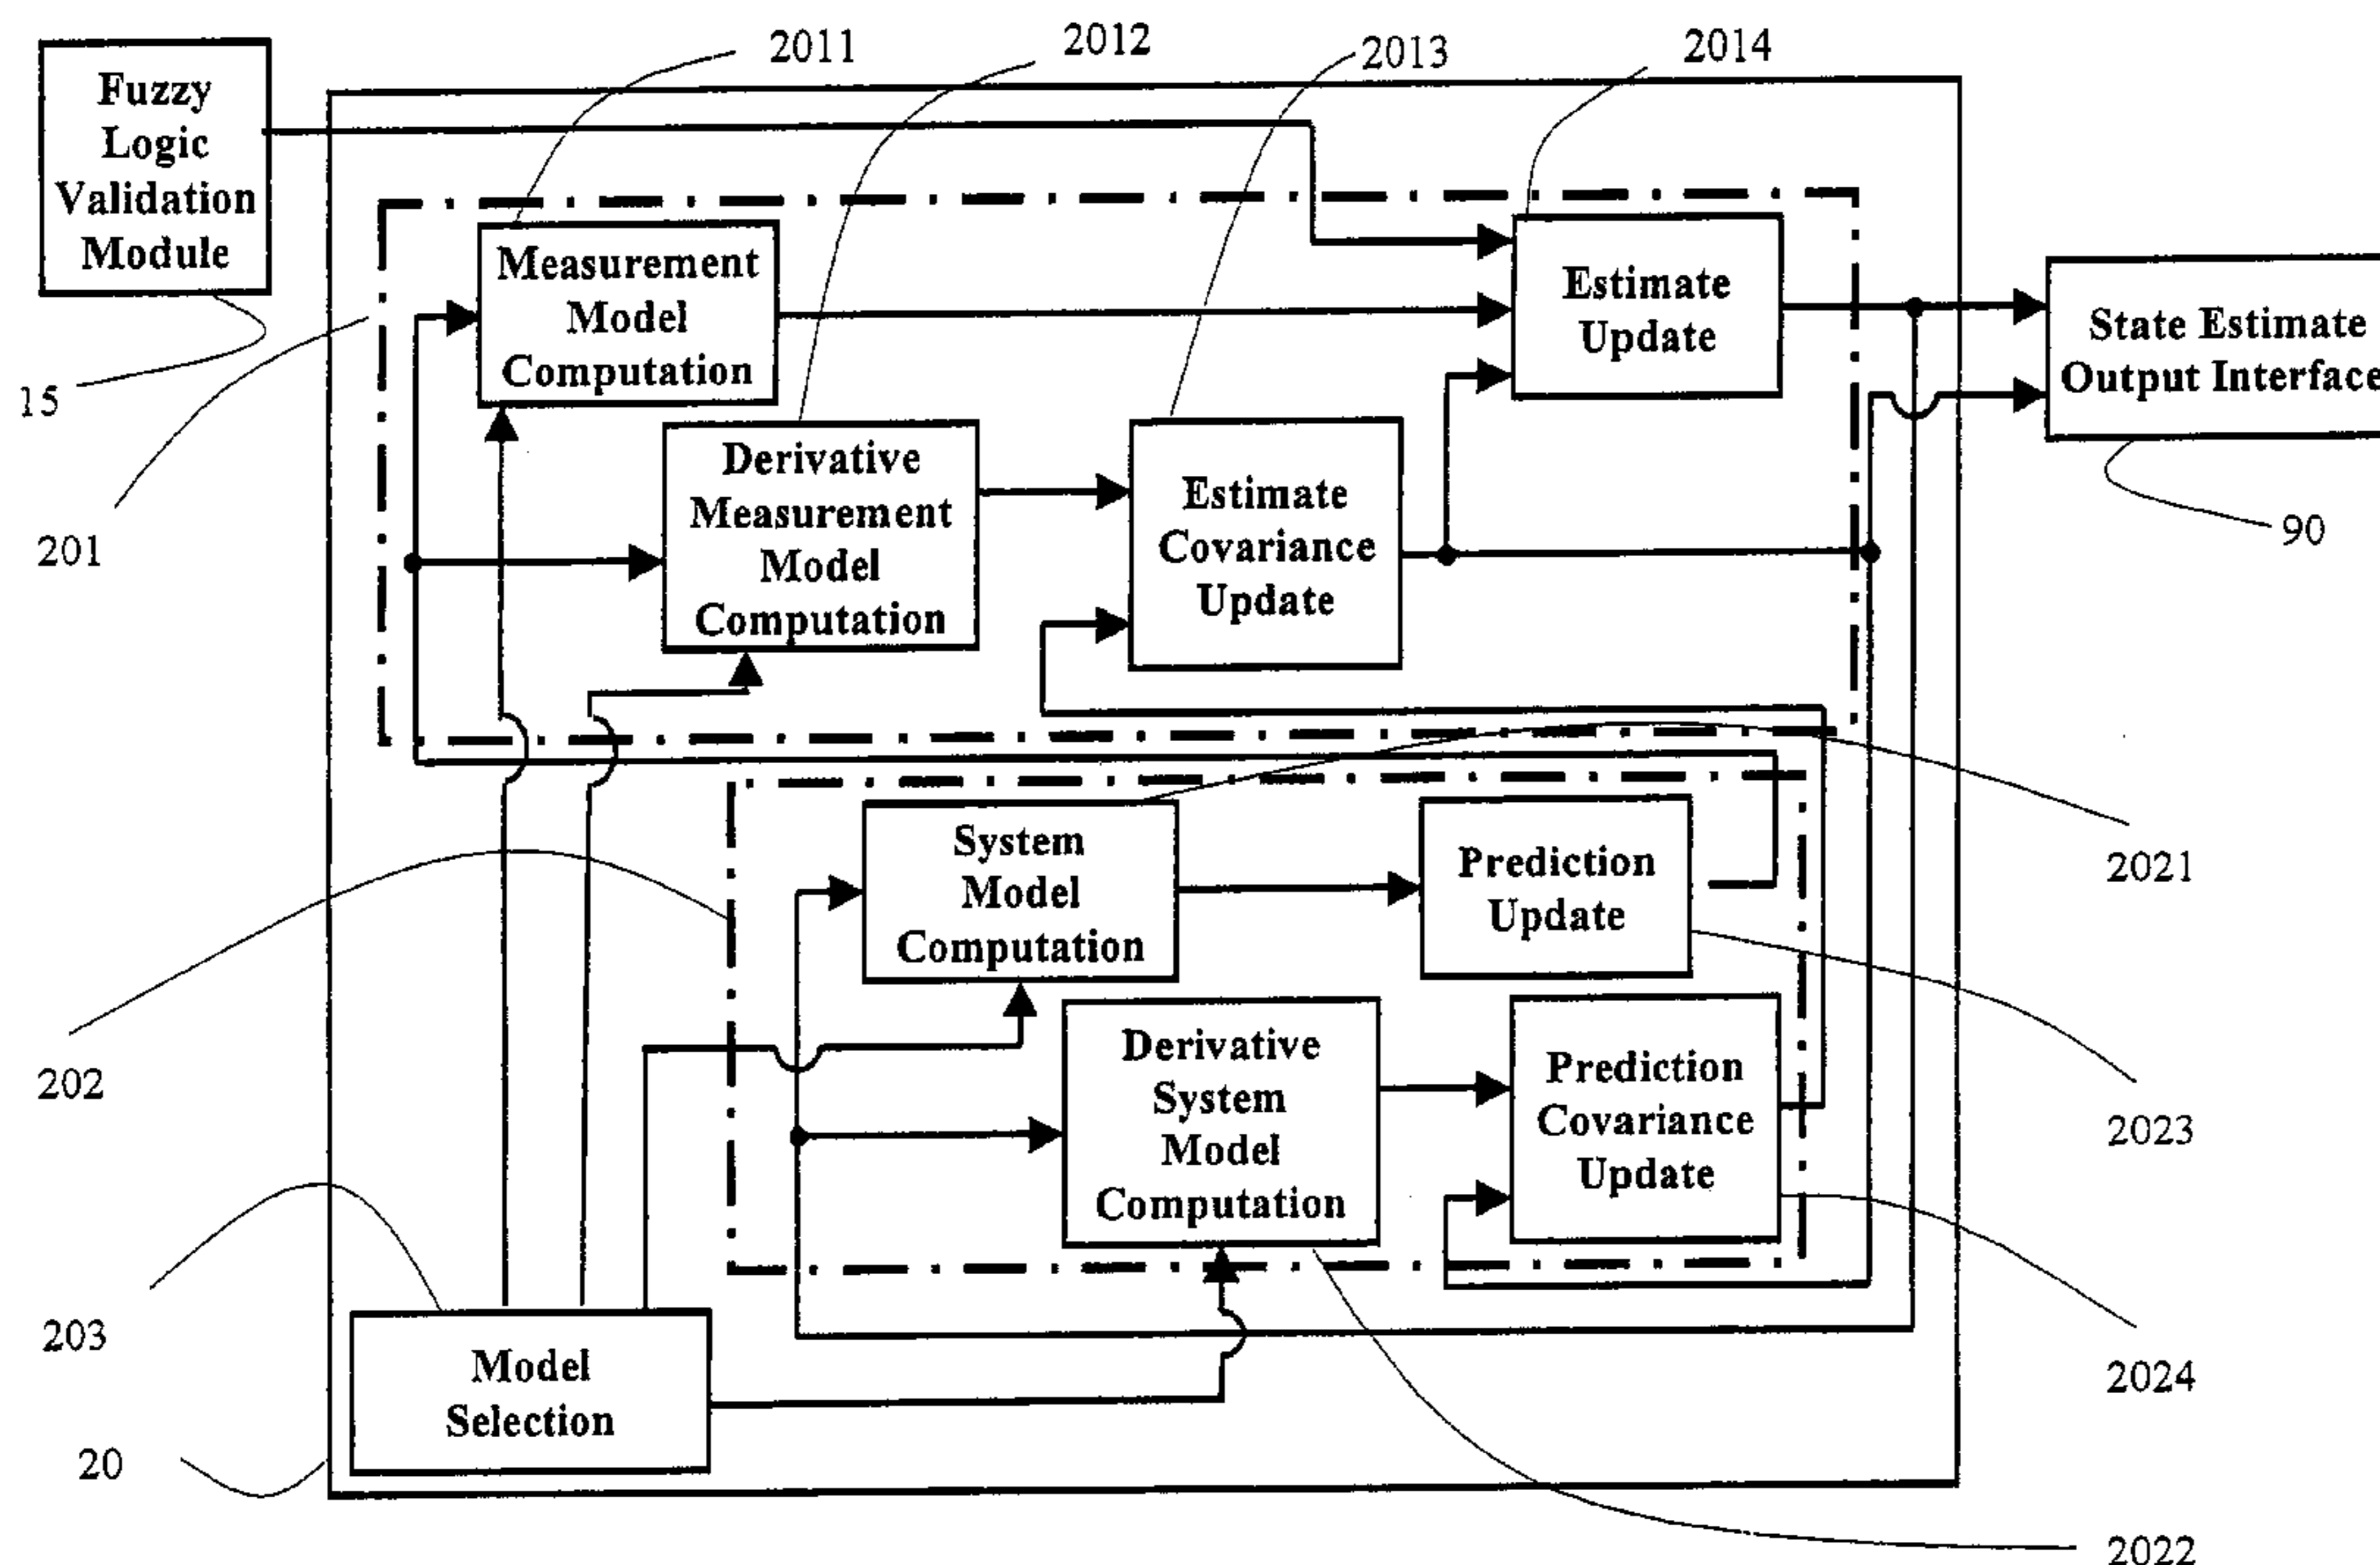 2011
2012
2013
2014
Fuzzy
Logic
Validation
Module
Measurement
Model
Computation
Estimate
Update
State Estimate
Output Interface
15
201
Derivative
Measurement
Model
Computation
Estimate
Covariance
Update
90
System
Model
Computation
Prediction
Update
2021
202
Derivative
System
Model
Computation
Prediction
Covariance
Update
2023
203
Model
Selection
2024
20
2022